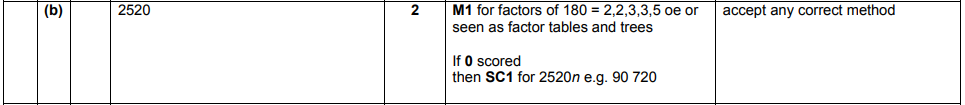 (b) 2520 2 M1 for factors of 180 = 2,2,3,3,5 oe or accept any correct method
seen as factor tables and trees
If 0 scored
then SC1 for 2520n e.g. 90 720